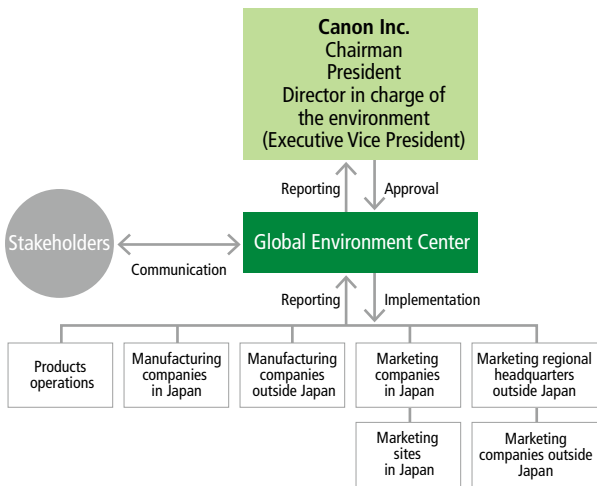 Canon Inc.
Chairman
President
Director in charge of
the environment
(Executive Vice President)
Reporting
Approval
Stakeholders
Communication
Global Environment Center
Reporting
Implementation
Products
operations
Manufacturing
companies
in Japan
Manufacturing
companies
outside Japan
Marketing
companies
in Japan
Marketing regional
headquarters
outside Japan
Marketing
sites
in Japan
Marketing
companies outside
Japan